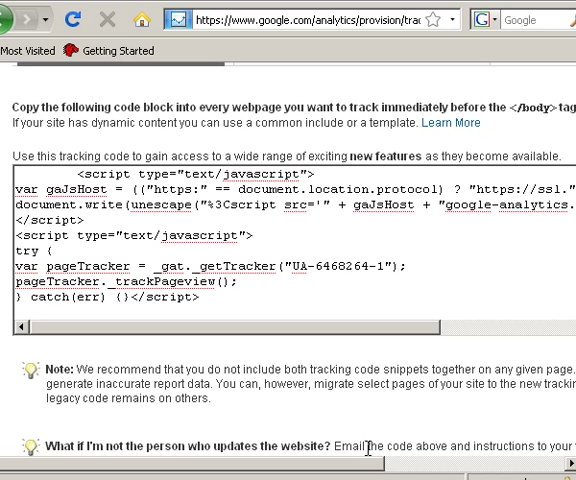 https://www.google.com/analytics/provision/trac
Google
Most Visited Getting Started
Copy the following code block into every webpage you want to track immediately before the </body> tag
If your site has dynamic content you can use a common include or a template. Learn More
Use this tracking code to gain access to a wide range of exciting new features as they become available.
<script type="text/javascript">
var gaJsHost = (("https:" == document.location.protocol) ? "https://ssl."
document.write(unescape("%3Cscript src='" + gaJsHost + "google-analytics.
</script>
<script type="text/javascript">
try {
var pageTracker = _gat._getTracker("UA-6468264-1");
pageTracker._trackPageview();
} catch(err) {}</script>
Note: We recommend that you do not include both tracking code snippets together on any given page.
generate inaccurate report data. You can, however, migrate select pages of your site to the new tracking
legacy code remains on others.
What if I'm not the person who updates the website? Email the code above and instructions to your